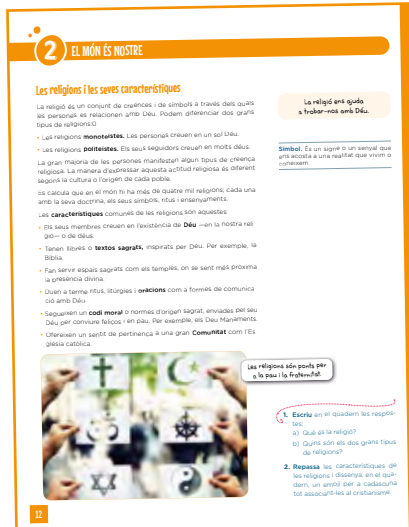 2
EL MÓN ÉS NOSTRE
Les religions i les seves característiques
La religió és un conjunt de creences i de símbols a través dels quals
les persones es relacionen amb Déu. Podem diferenciar dos grans
tipus de religions:
• Les religions monoteistes. Les persones creuen en un sol Déu.
• Les religions politeistes. Els seus seguidors creuen en molts déus.
La gran majoria de les persones manifesten algun tipus de creença
religiosa. La manera d'expressar aquesta actitud religiosa és diferent
segons la cultura o l'origen de cada poble.
Es calcula que en el món hi ha més de quatre mil religions; cada una
amb la seva doctrina, els seus símbols, ritus i ensenyaments.
Les característiques comunes de les religions són aquestes:
• Els seus membres creuen en l'existència de Déu —en la nostra reli
gió— o de déus.
• Tenen llibres o textos sagrats, inspirats per Déu. Per exemple, la
Bíblia.
• Fan servir espais sagrats com els temples, on se sent més pròxima
la presència divina.
• Duen a terme ritus, litúrgies i oracions com a formes de comunica
ció amb Déu.
• Segueixen un codi moral o normes d'origen sagrat, enviades pel seu
Déu per conviure feliços i en pau. Per exemple, els Deu Manaments.
• Ofereixen un sentit de pertinença a una gran Comunitat com l'Es
glésia catòlica.
La religió ens ajuda
a trobar-nos amb Déu.
Símbol. És un signe o un senyal que
ens acosta a una realitat que vivim o
coneixem.
Les religions són ponts per
a la pau i la fraternitat.
1. Escriu en el quadern les respos-
tes:
a) Què és la religió?
b) Quins són els dos grans tipus
de religions?
2. Repassa les característiques de
les religions i dissenya, en el qua-
dern, un emoji per a cadascuna
tot associant-les al cristianisme.
12